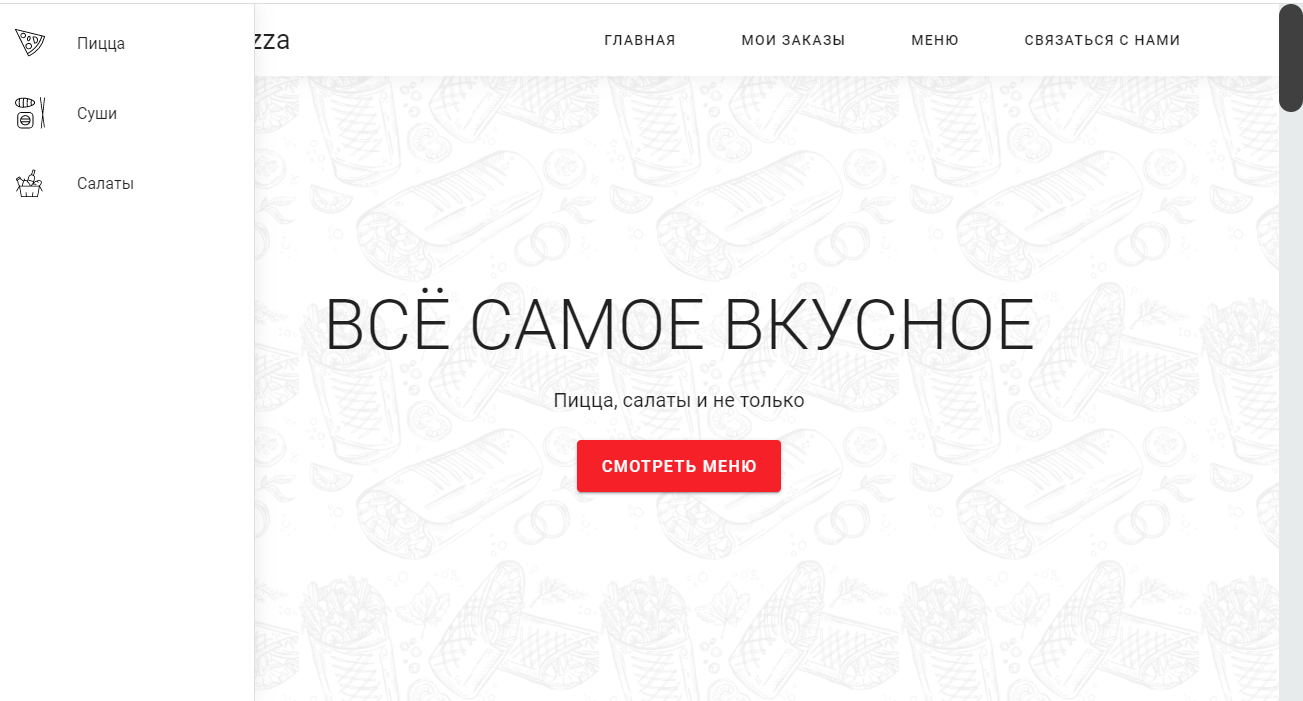 Пицца
Суши
Салаты
zza
ГЛАВНАЯ
МОИ ЗАКАЗЫ
МЕНЮ
СВЯЗАТЬСЯ С НАМИ
ВСЁ САМОЕ ВКУСНОЕ
Пицца, салаты и не только
СМОТРЕТЬ МЕНЮ